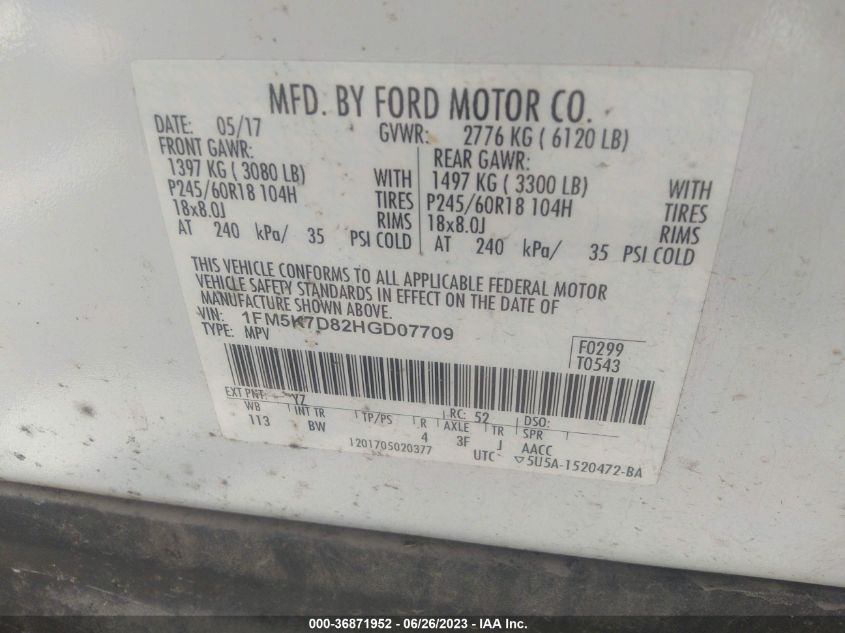 MFD. BY FORD MOTOR CO.
DATE: 05/17 GVWR: 2776 KG ( 6120 LB)
FRONT GAWR: REAR GAWR:
1397 KG ( 3080 LB) WITH 1497 KG ( 3300 LB) WITH
P245/60R18 104H TIRES P245/60R18 104H TIRES
18x8.0J RIMS 18x8.0J RIMS
AT 240 kPa/ 35 PSI COLD AT 240 kPa/ 35 PSI COLD
THIS VEHICLE CONFORMS TO ALL APPLICABLE FEDERAL MOTOR
VEHICLE SAFETY STANDARDS IN EFFECT ON THE DATE OF
MANUFACTURE SHOWN ABOVE.
VIN: 1FM5K7D82HGD07709 F0299
TYPE: MPV T0543
EXT PNT: YZ RC: 52 DSO:
WB INT TR TP/PS R AXLE TR SPR
113 BW 4 3F J AACC
1201705020377 UTC ▽5U5A-1520472-BA
000-36871952 - 06/26/2023 - IAA Inc.